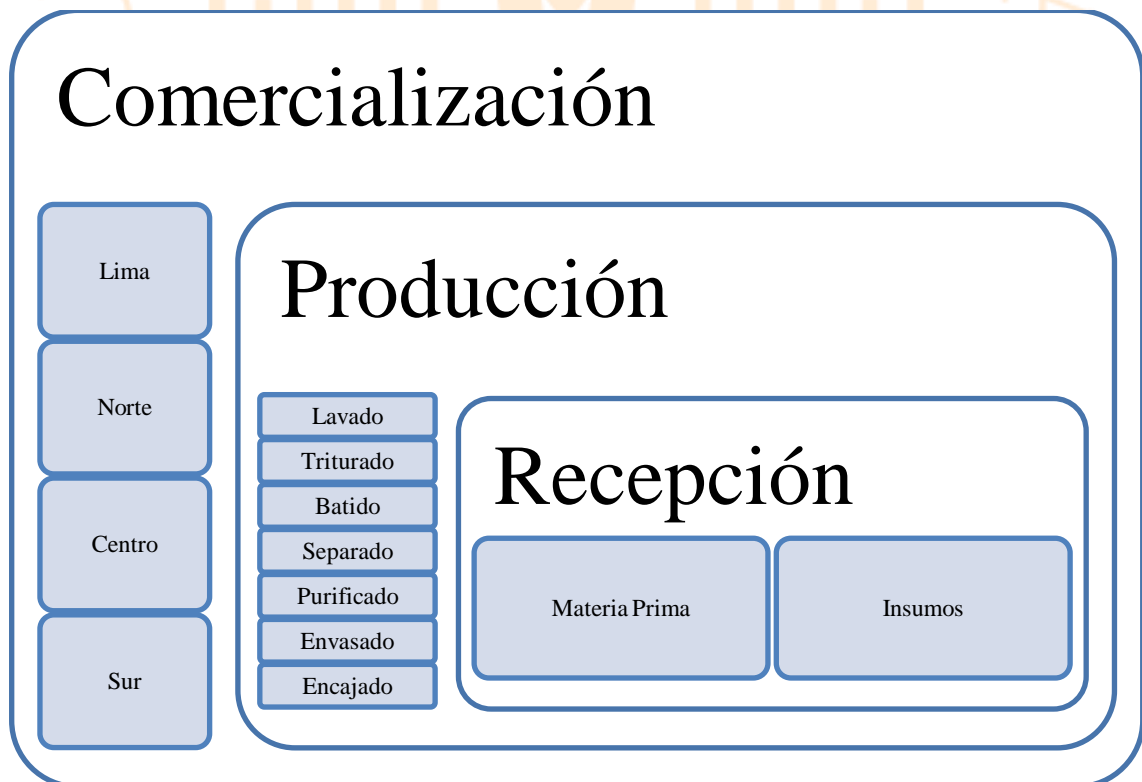 Comercialización
Lima
Norte
Centro
Sur
Producción
Lavado
Triturado
Batido
Separado
Purificado
Envasado
Encajado
Recepción
Materia Prima
Insumos